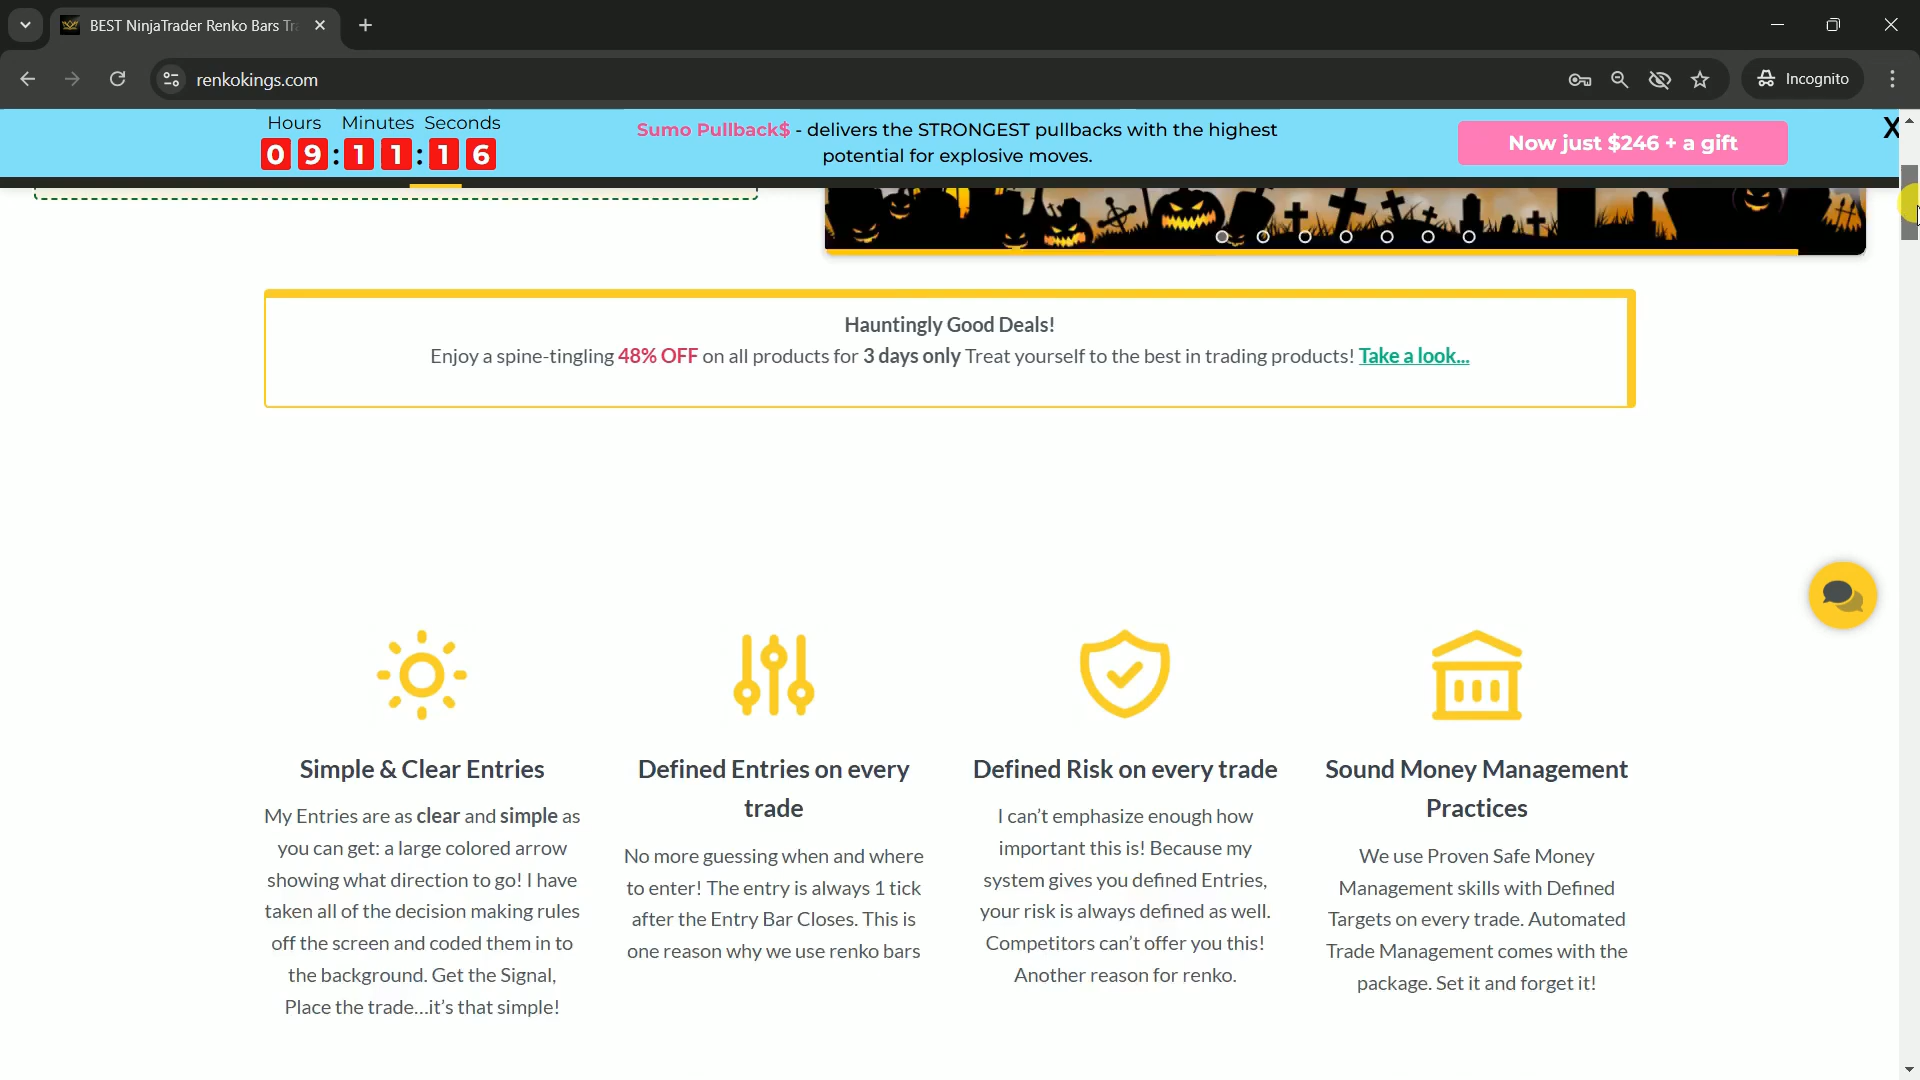 BEST NinjaTrader Renko Bars Tra
renkokings.com
Incognito
Hours Minutes Seconds
09:11:16
Sumo Pullback$ - delivers the STRONGEST pullbacks with the highest
potential for explosive moves.
Now just $246 + a gift
X
Hauntingly Good Deals!
Enjoy a spine-tingling 48% OFF on all products for 3 days only Treat yourself to the best in trading products! Take a look...
Simple & Clear Entries
My Entries are as clear and simple as
you can get: a large colored arrow
showing what direction to go! I have
taken all of the decision making rules
off the screen and coded them in to
the background. Get the Signal,
Place the trade...it's that simple!
Defined Entries on every
trade
No more guessing when and where
to enter! The entry is always 1 tick
after the Entry Bar Closes. This is
one reason why we use renko bars
Defined Risk on every trade
I can't emphasize enough how
important this is! Because my
system gives you defined Entries,
your risk is always defined as well.
Competitors can't offer you this!
Another reason for renko.
Sound Money Management
Practices
We use Proven Safe Money
Management skills with Defined
Targets on every trade. Automated
Trade Management comes with the
package. Set it and forget it!